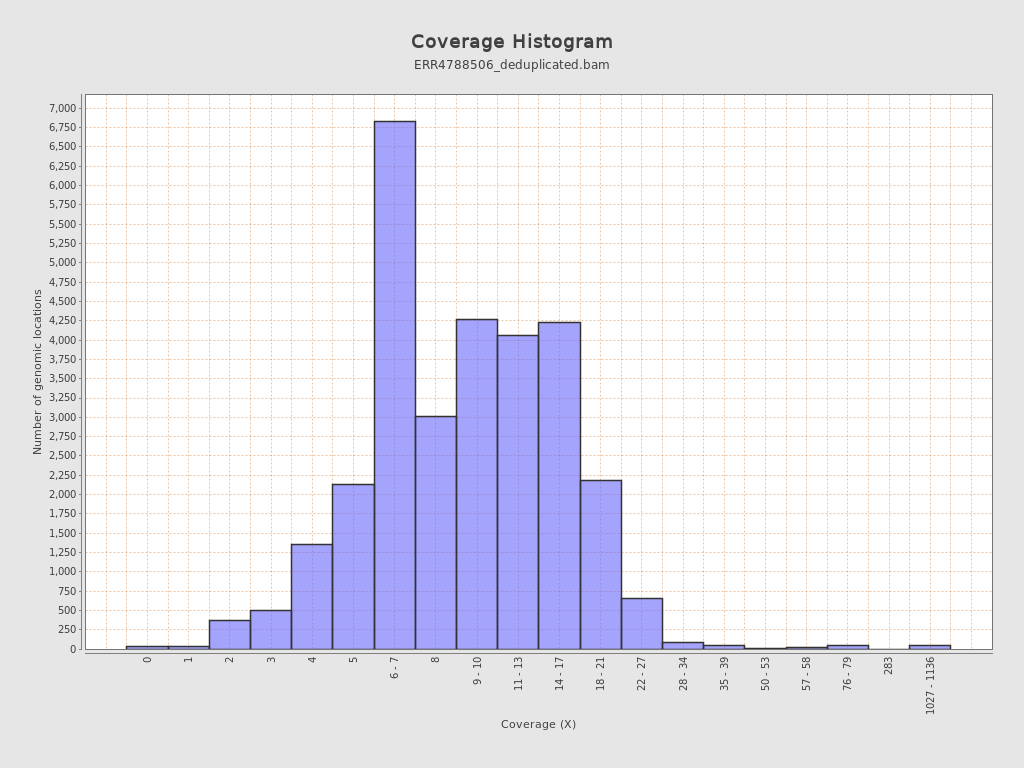 Coverage Histogram
ERR4788506_deduplicated.bam
Number of genomic locations
7,000
6,750
6,500
6,250
6,000
5,750
5,500
5,250
5,000
4,750
4,500
4,250
4,000
3,750
3,500
3,250
3,000
2,750
2,500
2,250
2,000
1,750
1,500
1,250
1,000
750
500
250
0
0
1
2
3
4
5
6 - 7
8
9 - 10
11 - 13
14 - 17
18 - 21
22 - 27
28 - 34
35 - 39
50 - 53
57 - 58
76 - 79
283
1027 - 1136
Coverage (X)